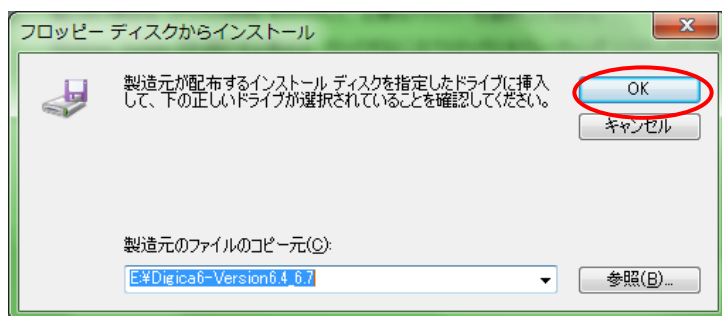 フロッピー ディスクからインストール
製造元が配布するインストール ディスクを指定したドライブに挿入
して、下の正しいドライブが選択されていることを確認してください。
OK
キャンセル
製造元のファイルのコピー元(C):
E:¥Digica6-Version6.4_6.7
参照(B)...